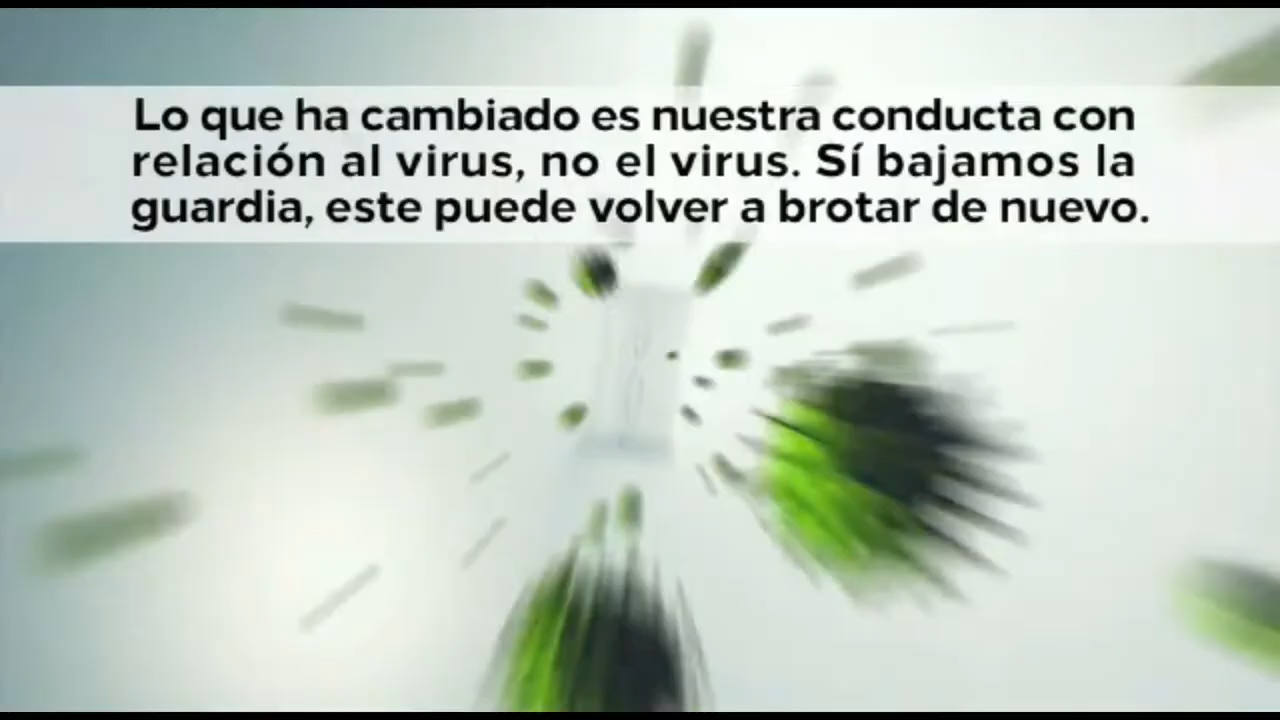 Lo que ha cambiado es nuestra conducta con
relación al virus, no el virus. Sí bajamos la
guardia, este puede volver a brotar de nuevo.